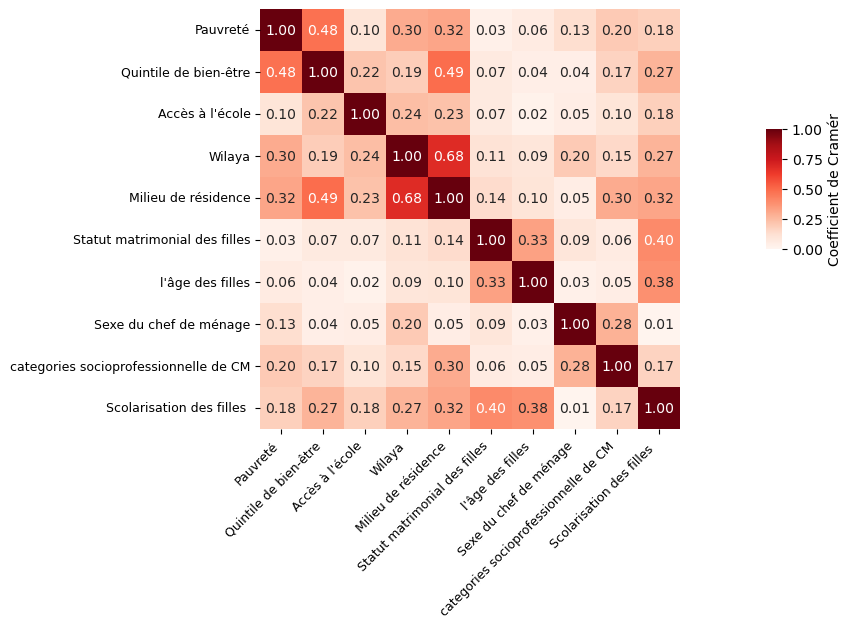 Pauvreté 1.00 0.48 0.10 0.30 0.32 0.03 0.06 0.13 0.20 0.18
Quintile de bien-être 0.48 1.00 0.22 0.19 0.49 0.07 0.04 0.04 0.17 0.27
Accès à l'école 0.10 0.22 1.00 0.24 0.23 0.07 0.02 0.05 0.10 0.18
Wilaya 0.30 0.19 0.24 1.00 0.68 0.11 0.09 0.20 0.15 0.27
Milieu de résidence 0.32 0.49 0.23 0.68 1.00 0.14 0.10 0.05 0.30 0.32
Statut matrimonial des filles 0.03 0.07 0.07 0.11 0.14 1.00 0.33 0.09 0.06 0.40
l'âge des filles 0.06 0.04 0.02 0.09 0.10 0.33 1.00 0.03 0.05 0.38
Sexe du chef de ménage 0.13 0.04 0.05 0.20 0.05 0.09 0.03 1.00 0.28 0.01
categories socioprofessionnelle de CM 0.20 0.17 0.10 0.15 0.30 0.06 0.05 0.28 1.00 0.17
Scolarisation des filles 0.18 0.27 0.18 0.27 0.32 0.40 0.38 0.01 0.17 1.00
Pauvreté
Quintile de bien-être
Accès à l'école
Wilaya
Milieu de résidence
Statut matrimonial des filles
l'âge des filles
Sexe du chef de ménage
categories socioprofessionnelle de CM
Scolarisation des filles
1.00
0.75
0.50
0.25
0.00
Coefficient de Cramér